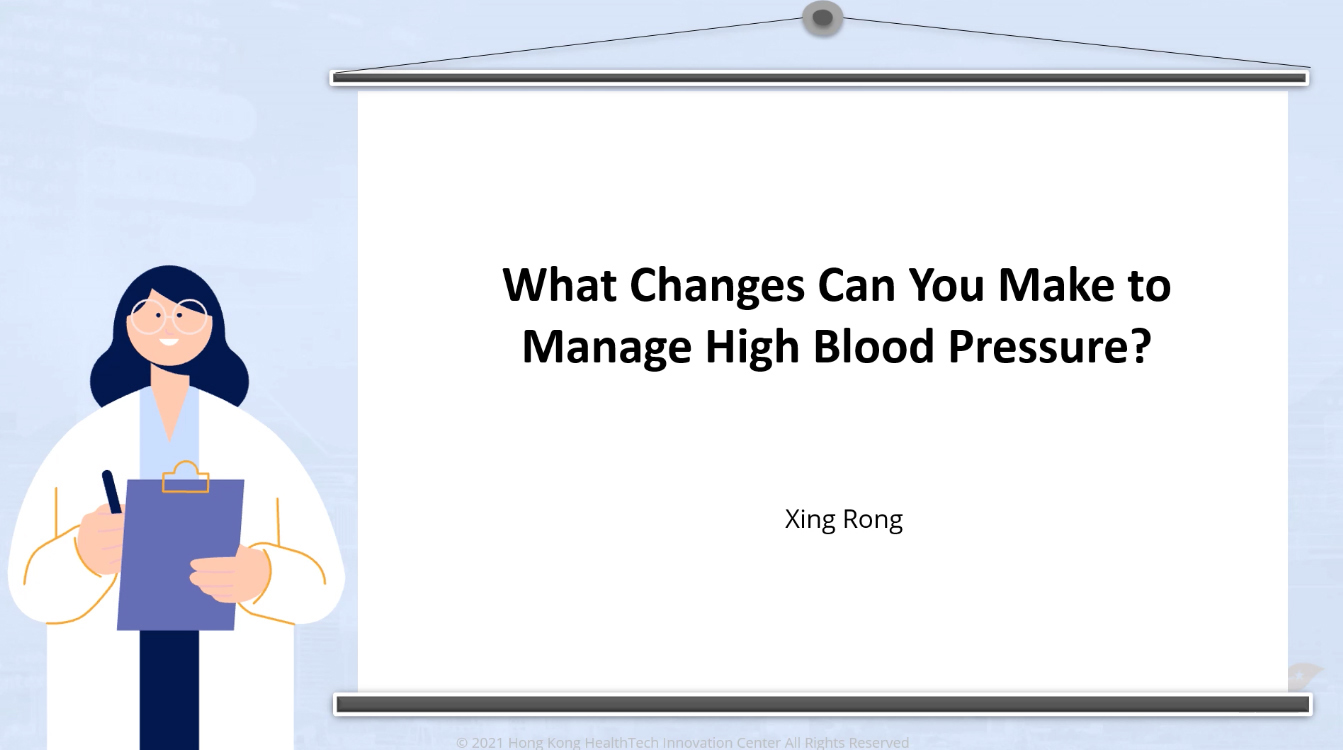 What Changes Can You Make to
Manage High Blood Pressure?
Xing Rong
© 2021 Hong Kong HealthTech Innovation Center All Rights Reserved